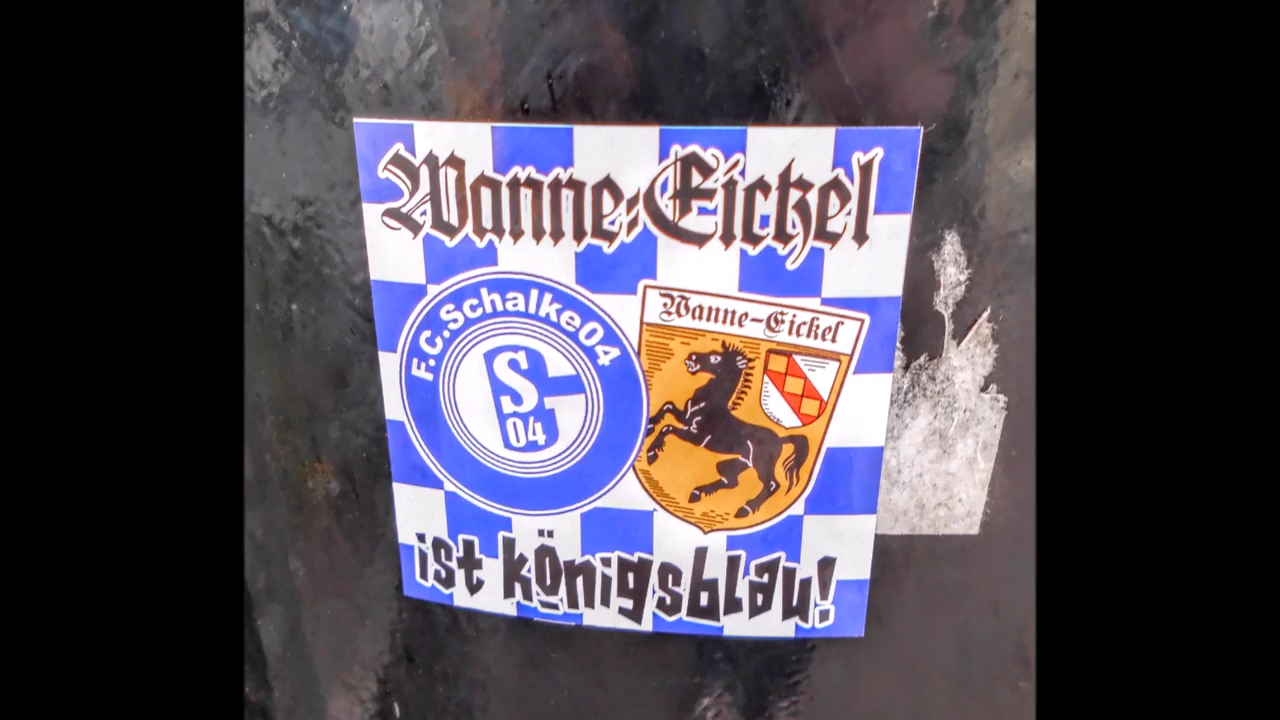 Wanne-Eickel
F.C.Schalke04
S
04
Wanne-Eickel
ist königsblau!